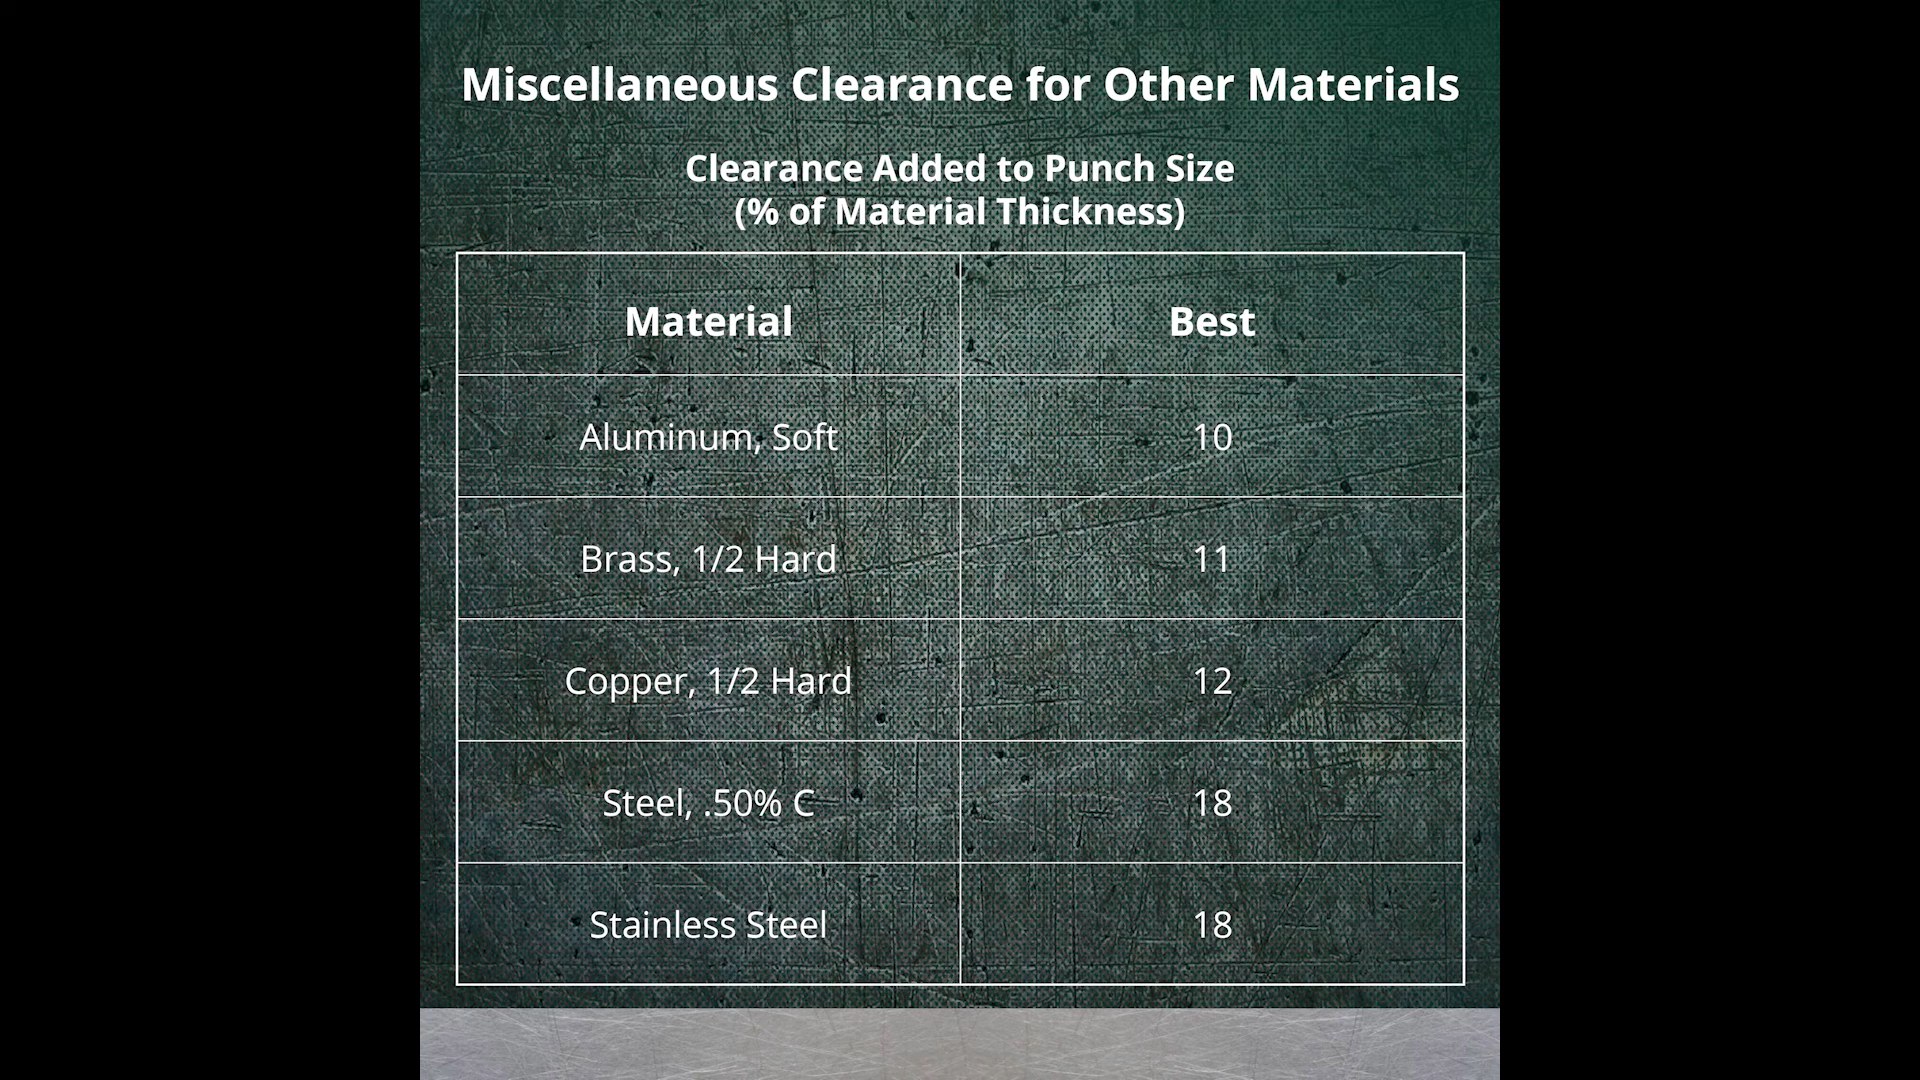 Miscellaneous Clearance for Other Materials
Clearance Added to Punch Size
(% of Material Thickness)
Material Best
Aluminum, Soft 10
Brass, 1/2 Hard 11
Copper, 1/2 Hard 12
Steel, .50% C 18
Stainless Steel 18